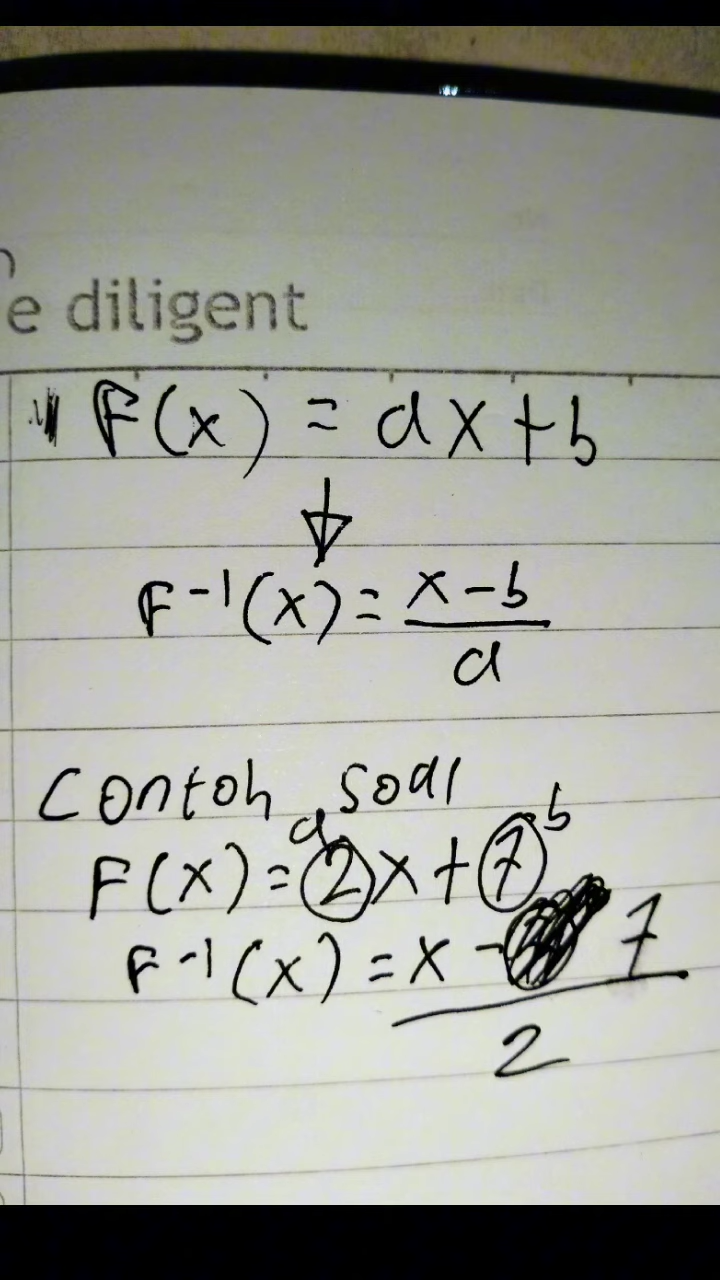 e diligent
F(x) = ax+b
F-1(x) = x-b
a
Contoh soal
a b
F(x) = 2x+7
F-1(x) = x - 7
2